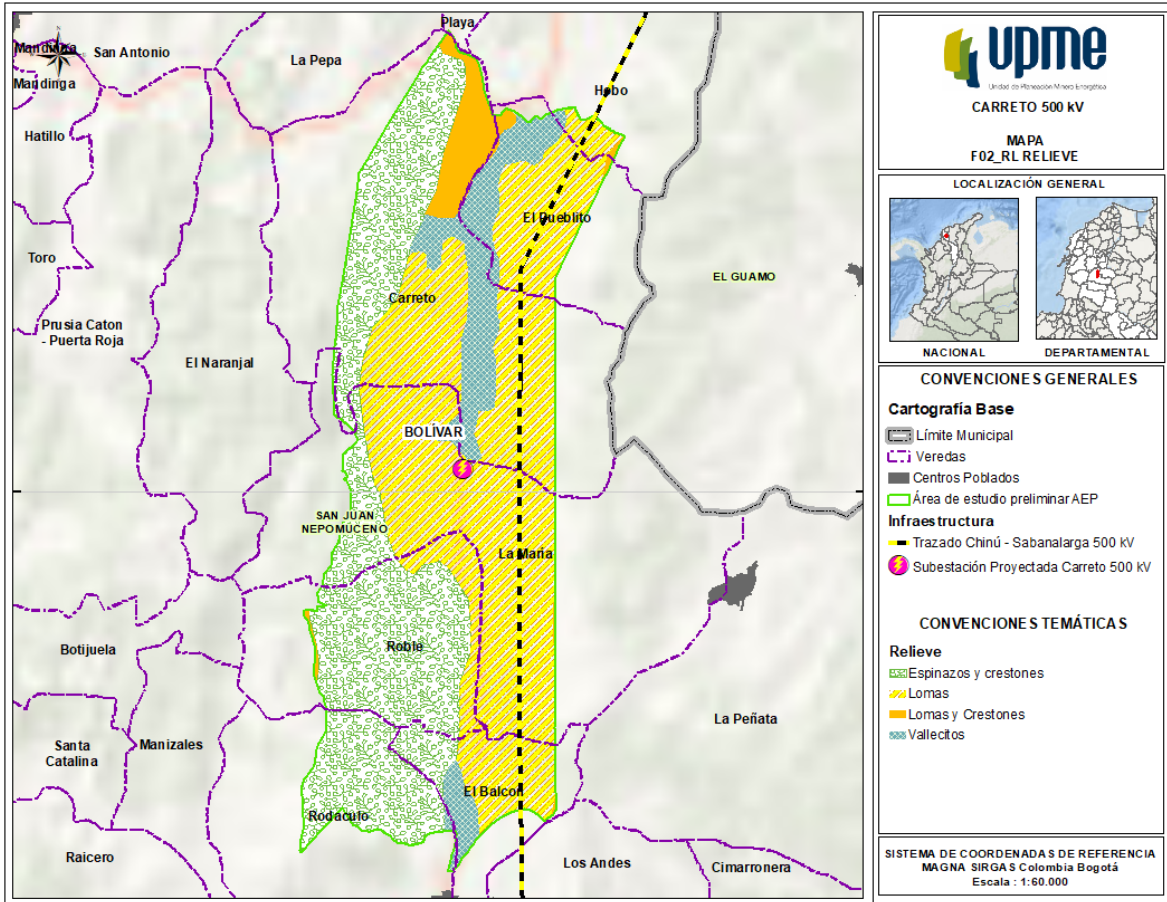 Playa
Mandinga
San Antonio
La Pepa
Mandinga
Hobo
Hatillo
El Pueblito
Toro
EL GUAMO
Carreto
Prusia Caton
- Puerta Roja
El Naranjal
BOLÍVAR
SAN JUAN
NEPOMUCENO
La Maria
Roble
Botijuela
La Peñata
Santa
Catalina
Manizales
El Balcon
Rodaculo
Raicero
Los Andes
Cimarronera
upme
Unidad de Planeación Minero Energética
CARRETO 500 kV
MAPA
F02_RL RELIEVE
LOCALIZACIÓN GENERAL
NACIONAL
DEPARTAMENTAL
CONVENCIONES GENERALES
Cartografía Base
Límite Municipal
Veredas
Centros Poblados
Área de estudio preliminar AEP
Infraestructura
Trazado Chinú - Sabanalarga 500 kV
Subestación Proyectada Carreto 500 kV
CONVENCIONES TEMÁTICAS
Relieve
Espinazos y crestones
Lomas
Lomas y Crestones
Vallecitos
SISTEMA DE COORDENADAS DE REFERENCIA
MAGNA SIRGAS Colombia Bogotá
Escala : 1:60.000